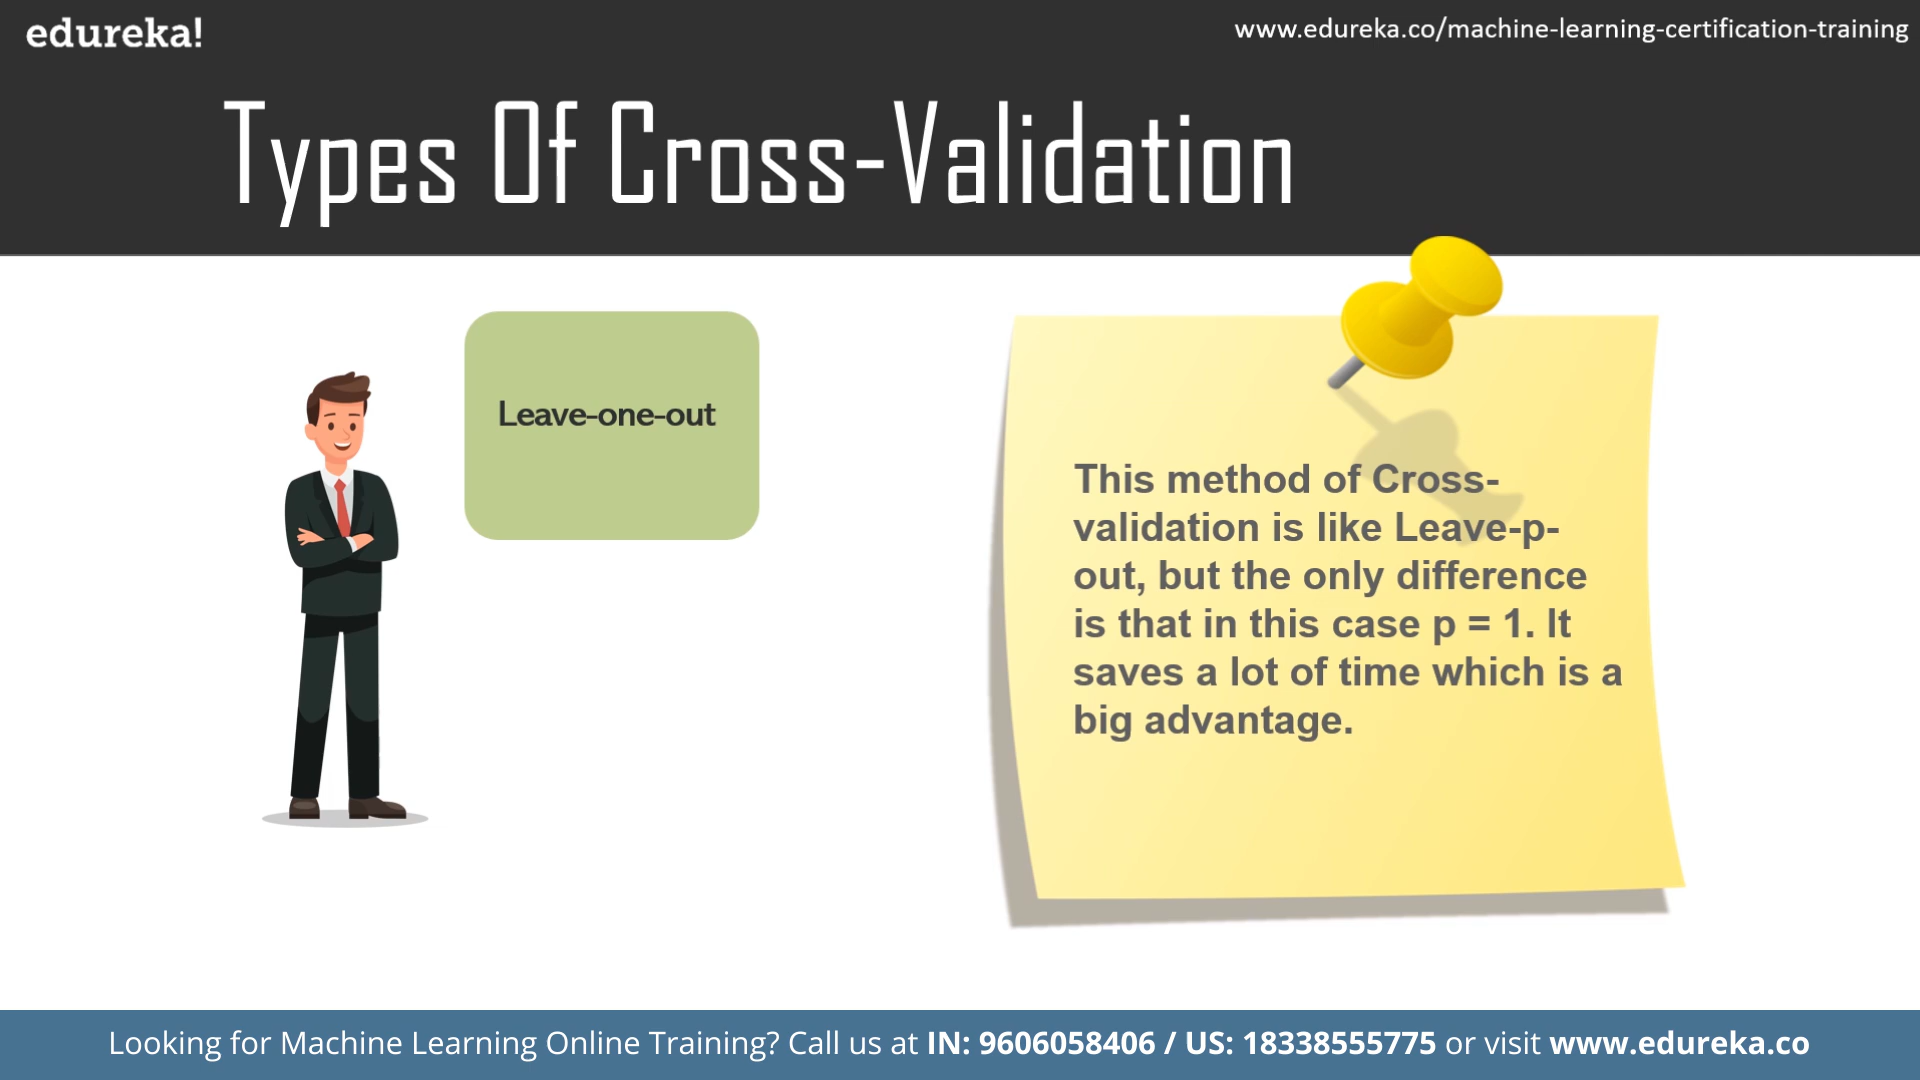 edureka!
www.edureka.co/machine-learning-certification-training
Types Of Cross-Validation
Leave-one-out
This method of Cross-
validation is like Leave-p-
out, but the only difference
is that in this case p = 1. It
saves a lot of time which is a
big advantage.
Looking for Machine Learning Online Training? Call us at IN: 9606058406 / US: 18338555775 or visit www.edureka.co